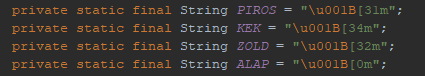 private static final String PIROS = "\u001B[31m";
private static final String KEK = "\u001B[34m";
private static final String ZOLD = "\u001B[32m";
private static final String ALAP = "\u001B[0m";